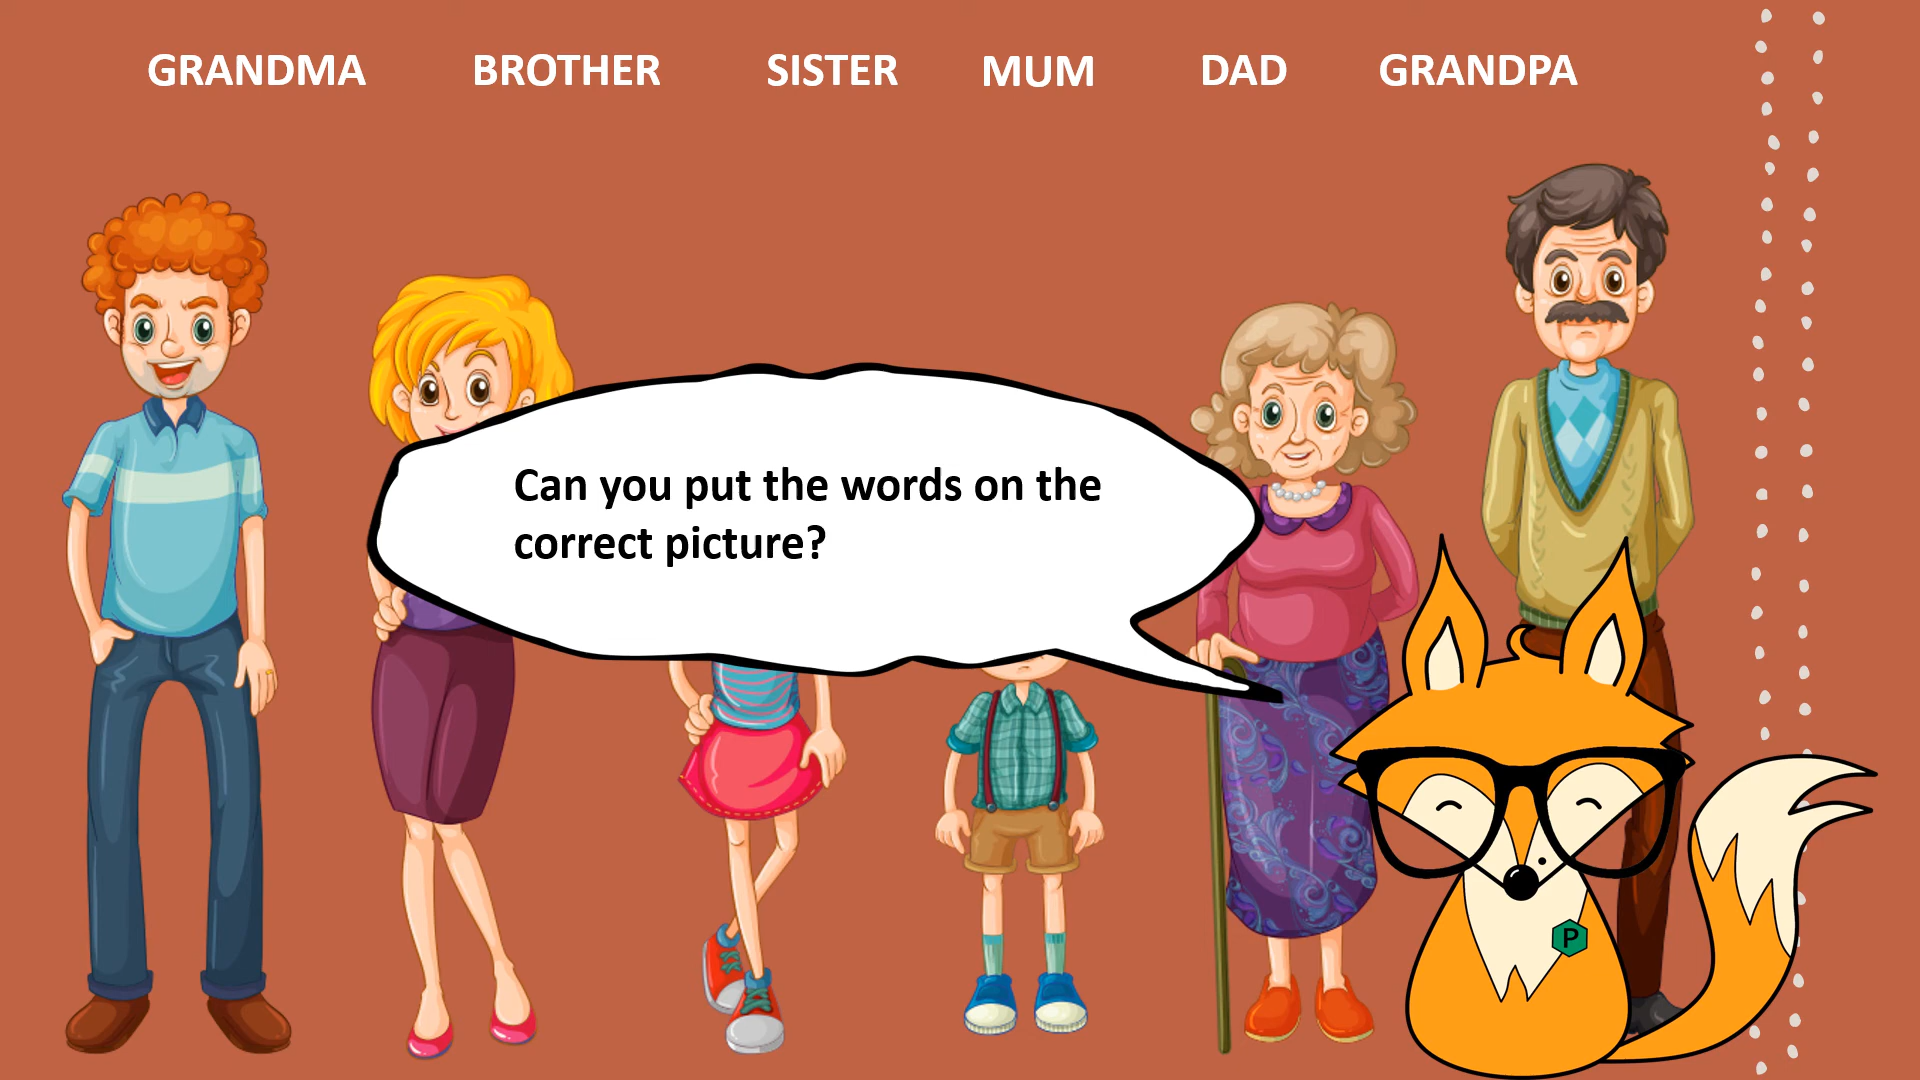 GRANDMA BROTHER SISTER MUM DAD GRANDPA
Can you put the words on the
correct picture?
P